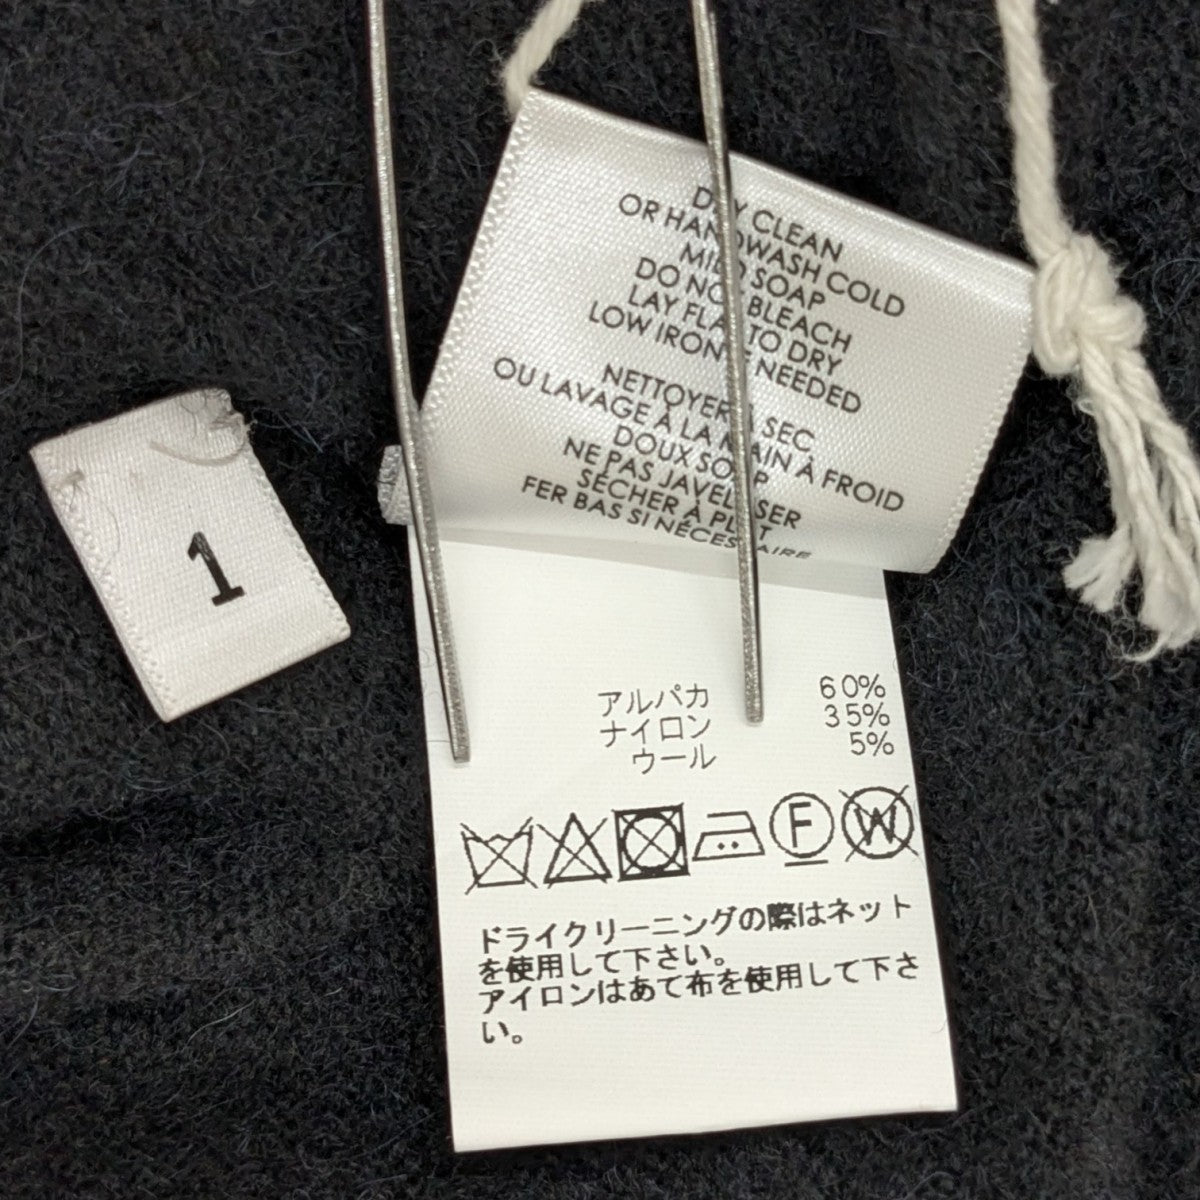 DRY CLEAN
OR HANDWASH COLD
MILD SOAP
DO NOT BLEACH
LAY FLAT TO DRY
LOW IRON IF NEEDED
NETTOYER À SEC
OU LAVAGE À LA MAIN À FROID
DOUX SOAP
NE PAS JAVELLISER
SÉCHER À PLAT
FER BAS SI NÉCESSAIRE
1
アルパカ 60%
ナイロン 35%
ウール 5%
F W
ドライクリーニングの際はネット
を使用して下さい。
アイロンはあて布を使用して下さ
い。